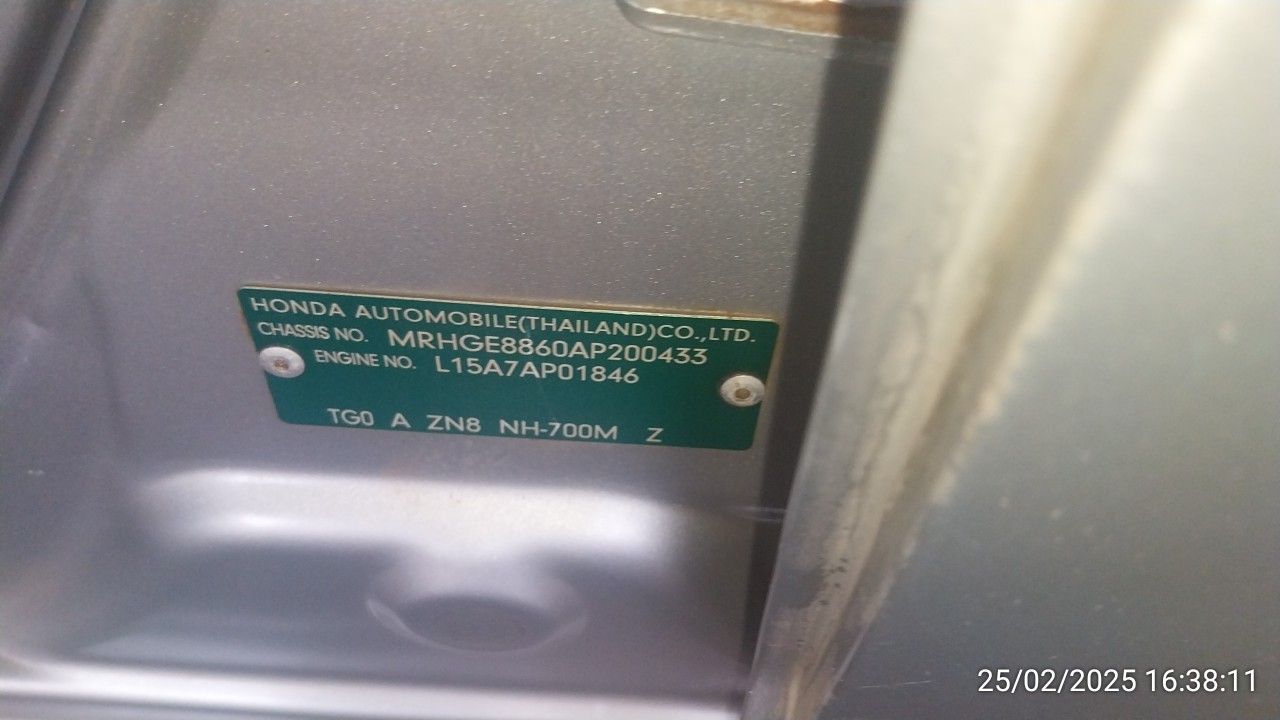 HONDA AUTOMOBILE(THAILAND)CO.,LTD.
CHASSIS NO. MRHGE8860AP200433
ENGINE NO. L15A7AP01846
TG0 A ZN8 NH-700M Z
25/02/2025 16:38:11